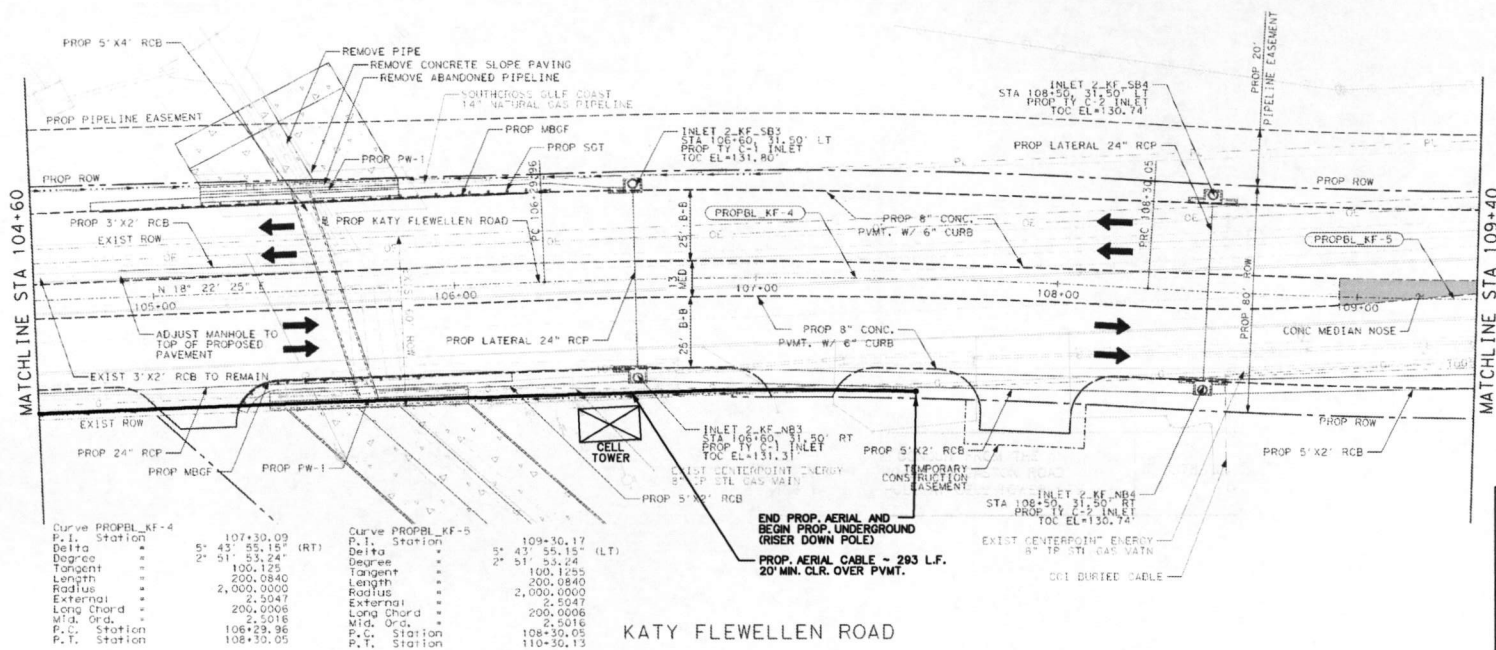 PROP 5'X4' RCB
REMOVE PIPE
REMOVE CONCRETE SLOPE PAVING
REMOVE ABANDONED PIPELINE
SOUTHCROSS GULF COAST
14" NATURAL GAS PIPELINE
PROP PIPELINE EASEMENT
PROP MBGF
PROP SGT
PROP PW-1
PROP ROW
INLET 2_KF_SB3
STA 106+60, 31.50' LT
PROP TY C-1 INLET
TOC EL=131.80'
INLET 2_KF_SB4
STA 108+50, 31.50' LT
PROP TY C-2 INLET
TOC EL=130.74'
PROP LATERAL 24" RCP
PROP 20'
PIPELINE EASEMENT
PROP ROW
MATCHLINE STA 104+60
MATCHLINE STA 109+40
PROP 3'X2' RCB
EXIST ROW
PROP KATY FLEWELLEN ROAD
PC 106+29.96
25' B-B
PROPBL_KF-4
PROP 8" CONC.
PVMT. W/ 6" CURB
PRC 108+30.05
PROPBL_KF-5
N 18° 22' 25" E
105+00
106+00
13'
MED
107+00
108+00
109+00
PROP 80' ROW
ADJUST MANHOLE TO
TOP OF PROPOSED
PAVEMENT
PROP LATERAL 24" RCP
25' B-B
PROP 8" CONC.
PVMT. W/ 6" CURB
CONC MEDIAN NOSE
EXIST 3'X2' RCB TO REMAIN
EXIST ROW
PROP 24" RCP
PROP MBGF
PROP PW-1
CELL
TOWER
INLET 2_KF_NB3
STA 106+60, 31.50' RT
PROP TY C-1 INLET
TOC EL=131.31'
EXIST CENTERPOINT ENERGY
PROP 5'X2' RCB
PROP 5'X2' RCB
TEMPORARY
CONSTRUCTION
EASEMENT
PROP ROW
PROP 5'X2' RCB
INLET 2_KF_NB4
STA 108+50, 31.50' RT
PROP TY C-2 INLET
TOC EL=130.74'
EXIST CENTERPOINT ENERGY
CCI BURIED CABLE
END PROP. AERIAL AND
BEGIN PROP. UNDERGROUND
(RISER DOWN POLE)
PROP. AERIAL CABLE ~ 293 L.F.
20' MIN. CLR. OVER PVMT.
Curve PROPBL_KF-4
P.I. Station 107+30.09
Delta = 5° 43' 55.15" (RT)
Degree = 2° 51' 53.24"
Tangent = 100.125
Length = 200.0840
Radius = 2,000.0000
External = 2.5047
Long Chord = 200.0006
Mid. Ord. = 2.5016
P.C. Station 106+29.96
P.T. Station 108+30.05
Curve PROPBL_KF-5
P.I. Station 109+30.17
Delta = 5° 43' 55.15" (LT)
Degree = 2° 51' 53.24
Tangent = 100.1255
Length = 200.0840
Radius = 2,000.0000
External = 2.5047
Long Chord = 200.0006
Mid. Ord. = 2.5016
P.C. Station 108+30.05
P.T. Station 110+30.13
KATY FLEWELLEN ROAD